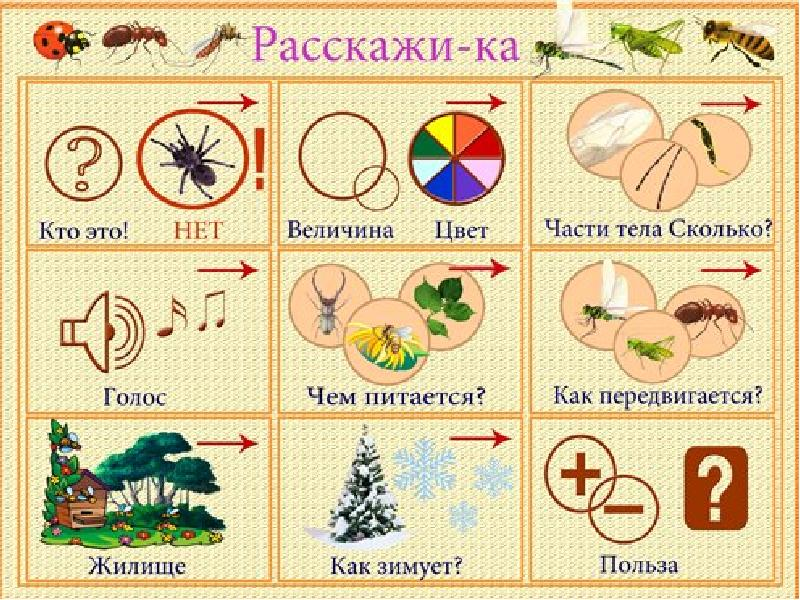 Расскажи-ка
?
!
Кто это! НЕТ
Величина Цвет
Части тела Сколько?
Голос
Чем питается?
Как передвигается?
+
−
?
Жилище
Как зимует?
Польза